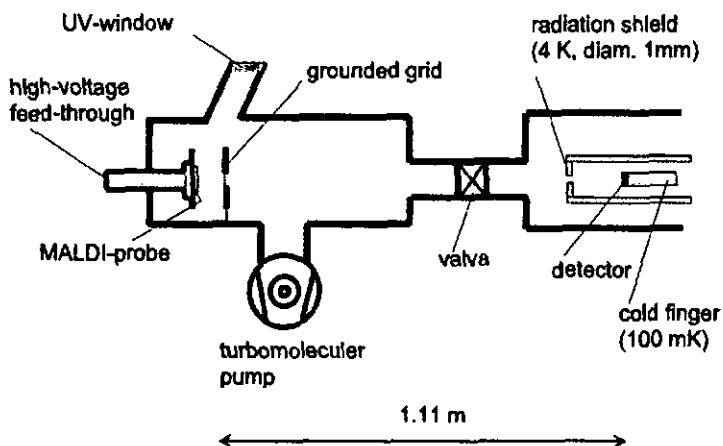 UV-window
grounded grid
high-voltage
feed-through
radiation shield
(4 K, diam. 1mm)
MALDI-probe
valva
detector
cold finger
(100 mK)
turbomoleculer
pump
1.11 m